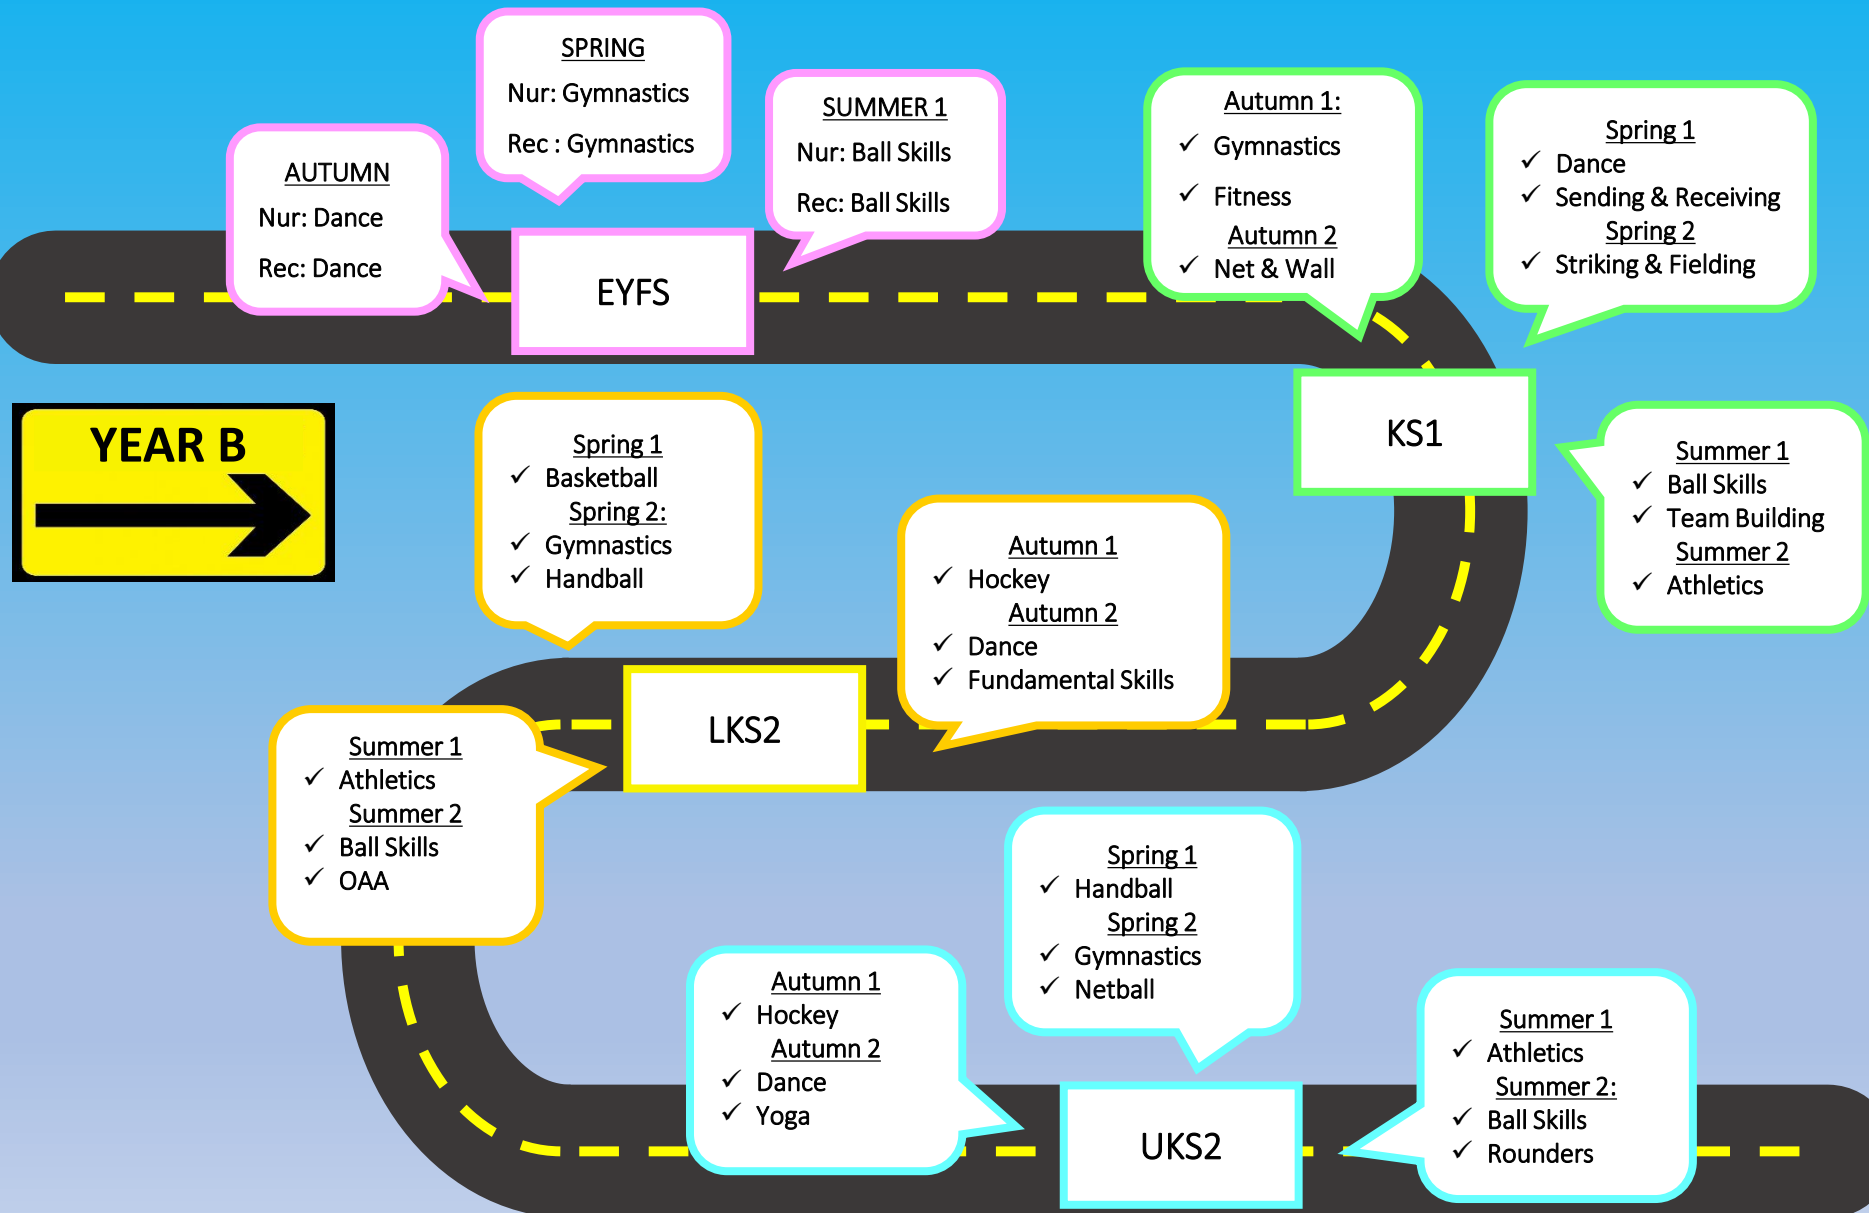 SPRING
Nur: Gymnastics
Rec : Gymnastics
AUTUMN
Nur: Dance
Rec: Dance
SUMMER 1
Nur: Ball Skills
Rec: Ball Skills
EYFS
Autumn 1:
✓ Gymnastics
✓ Fitness
Autumn 2
✓ Net & Wall
Spring 1
✓ Dance
✓ Sending & Receiving
Spring 2
✓ Striking & Fielding
KS1
Summer 1
✓ Ball Skills
✓ Team Building
Summer 2
✓ Athletics
YEAR B
Spring 1
✓ Basketball
Spring 2:
✓ Gymnastics
✓ Handball
Autumn 1
✓ Hockey
Autumn 2
✓ Dance
✓ Fundamental Skills
LKS2
Summer 1
✓ Athletics
Summer 2
✓ Ball Skills
✓ OAA
Spring 1
✓ Handball
Spring 2
✓ Gymnastics
✓ Netball
Autumn 1
✓ Hockey
Autumn 2
✓ Dance
✓ Yoga
UKS2
Summer 1
✓ Athletics
Summer 2:
✓ Ball Skills
✓ Rounders